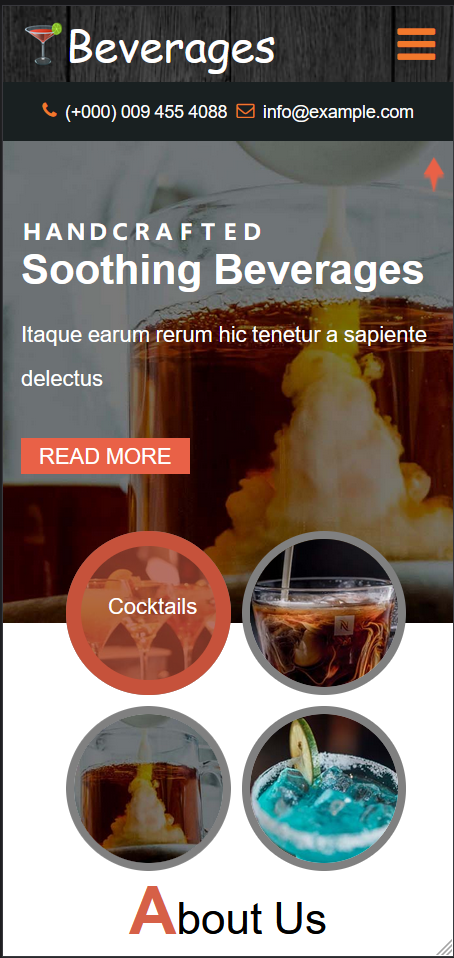 Beverages
(+000) 009 455 4088 info@example.com
HANDCRAFTED
Soothing Beverages
Itaque earum rerum hic tenetur a sapiente
delectus
READ MORE
Cocktails
N
About Us